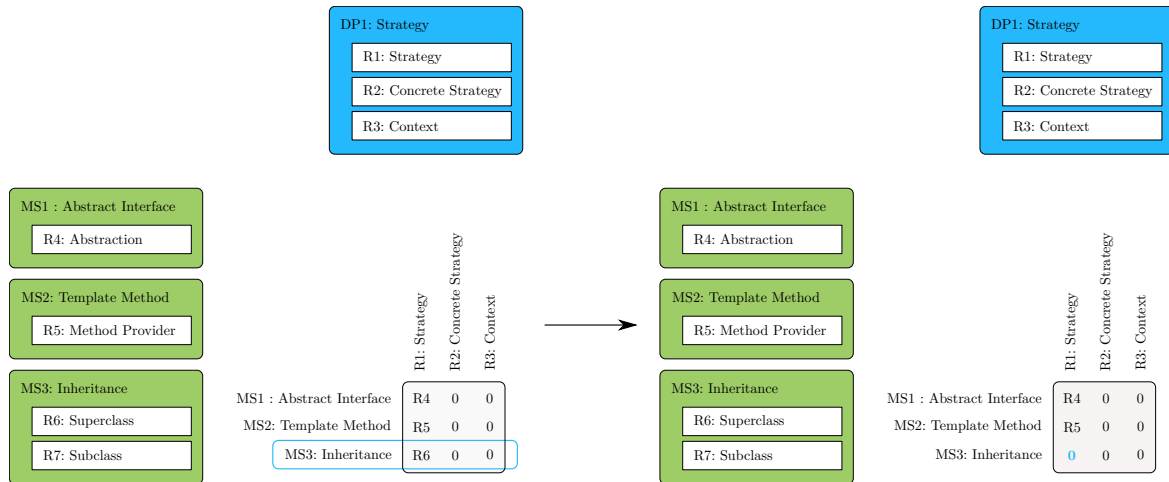 DP1: Strategy
R1: Strategy
R2: Concrete Strategy
R3: Context
MS1 : Abstract Interface
R4: Abstraction
MS2: Template Method
R5: Method Provider
MS3: Inheritance
R6: Superclass
R7: Subclass
R1: Strategy
R2: Concrete Strategy
R3: Context
MS1 : Abstract Interface R4 0 0
MS2: Template Method R5 0 0
MS3: Inheritance R6 0 0
DP1: Strategy
R1: Strategy
R2: Concrete Strategy
R3: Context
MS1 : Abstract Interface
R4: Abstraction
MS2: Template Method
R5: Method Provider
MS3: Inheritance
R6: Superclass
R7: Subclass
R1: Strategy
R2: Concrete Strategy
R3: Context
MS1 : Abstract Interface R4 0 0
MS2: Template Method R5 0 0
MS3: Inheritance 0 0 0